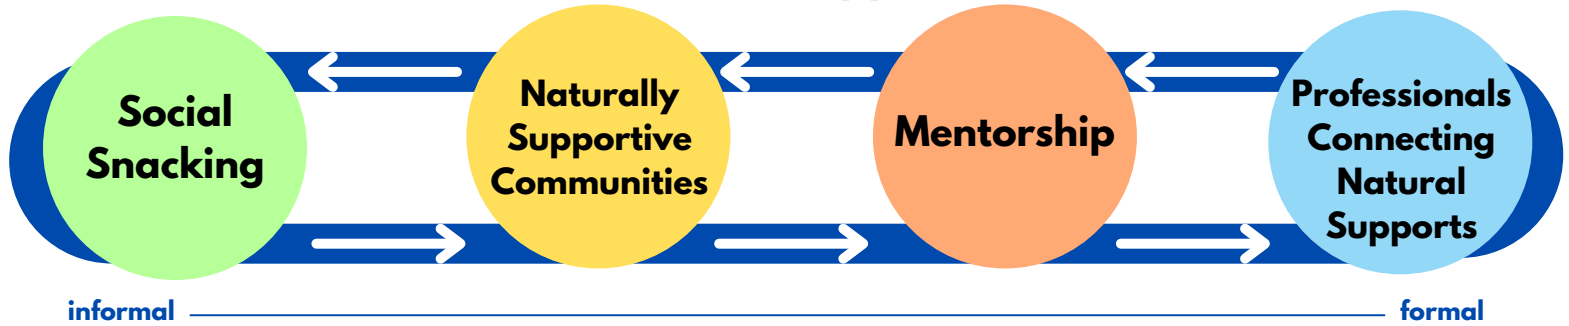 Social
Snacking
Naturally
Supportive
Communities
Mentorship
Professionals
Connecting
Natural
Supports
informal
formal